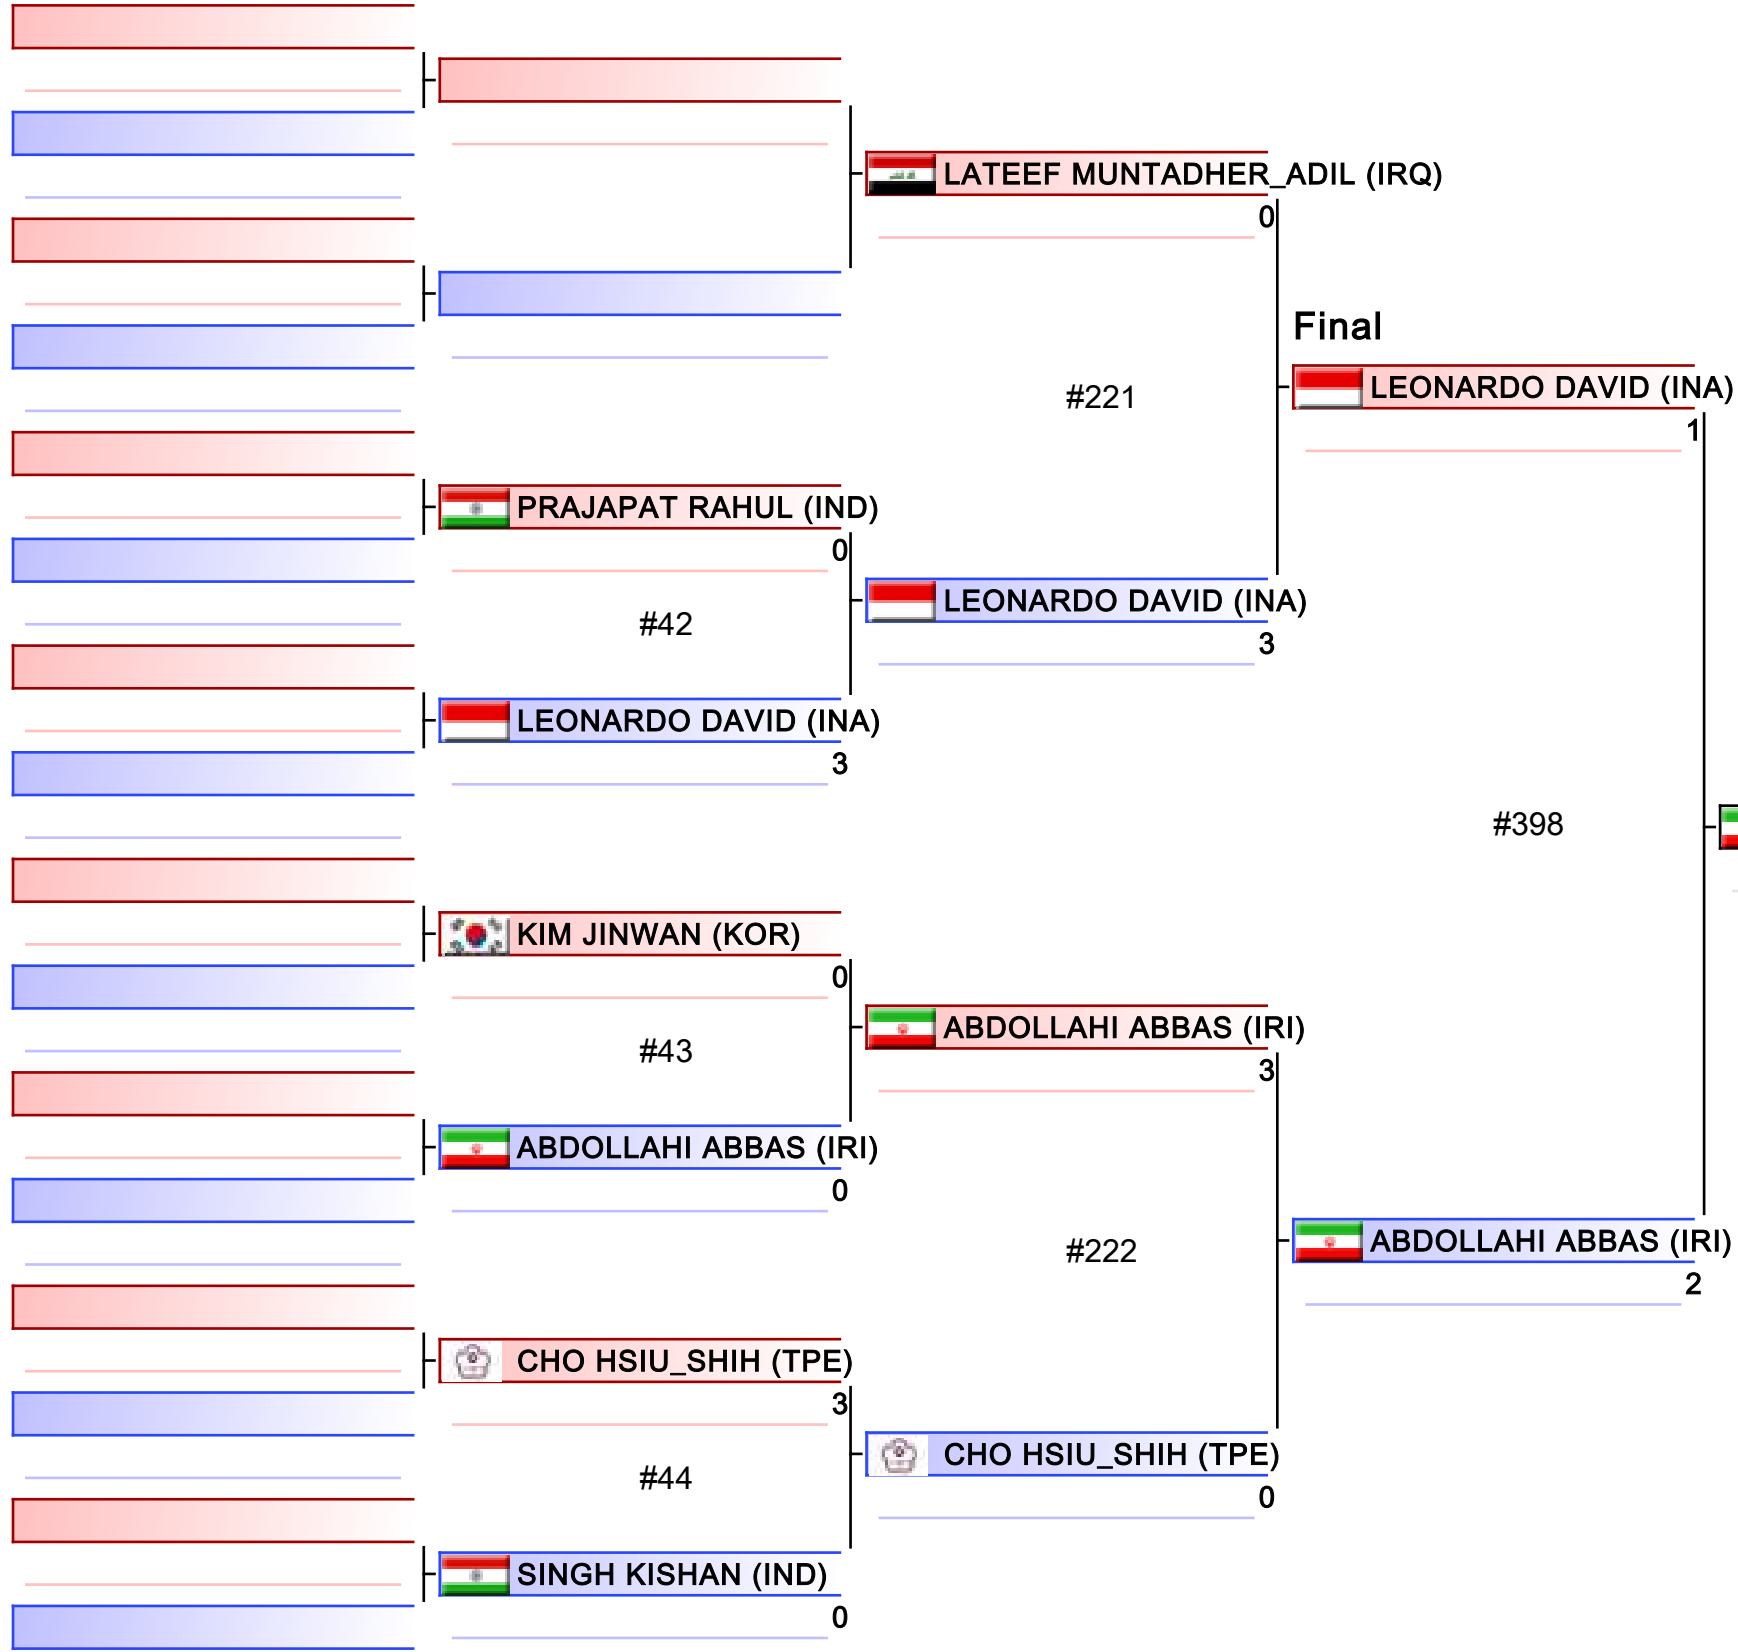 LATEEF MUNTADHER_ADIL (IRQ)
0
Final
#221
LEONARDO DAVID (INA)
1
PRAJAPAT RAHUL (IND)
0
#42
LEONARDO DAVID (INA)
3
LEONARDO DAVID (INA)
3
#398
KIM JINWAN (KOR)
0
#43
ABDOLLAHI ABBAS (IRI)
3
ABDOLLAHI ABBAS (IRI)
0
#222
ABDOLLAHI ABBAS (IRI)
2
CHO HSIU_SHIH (TPE)
3
#44
CHO HSIU_SHIH (TPE)
0
SINGH KISHAN (IND)
0